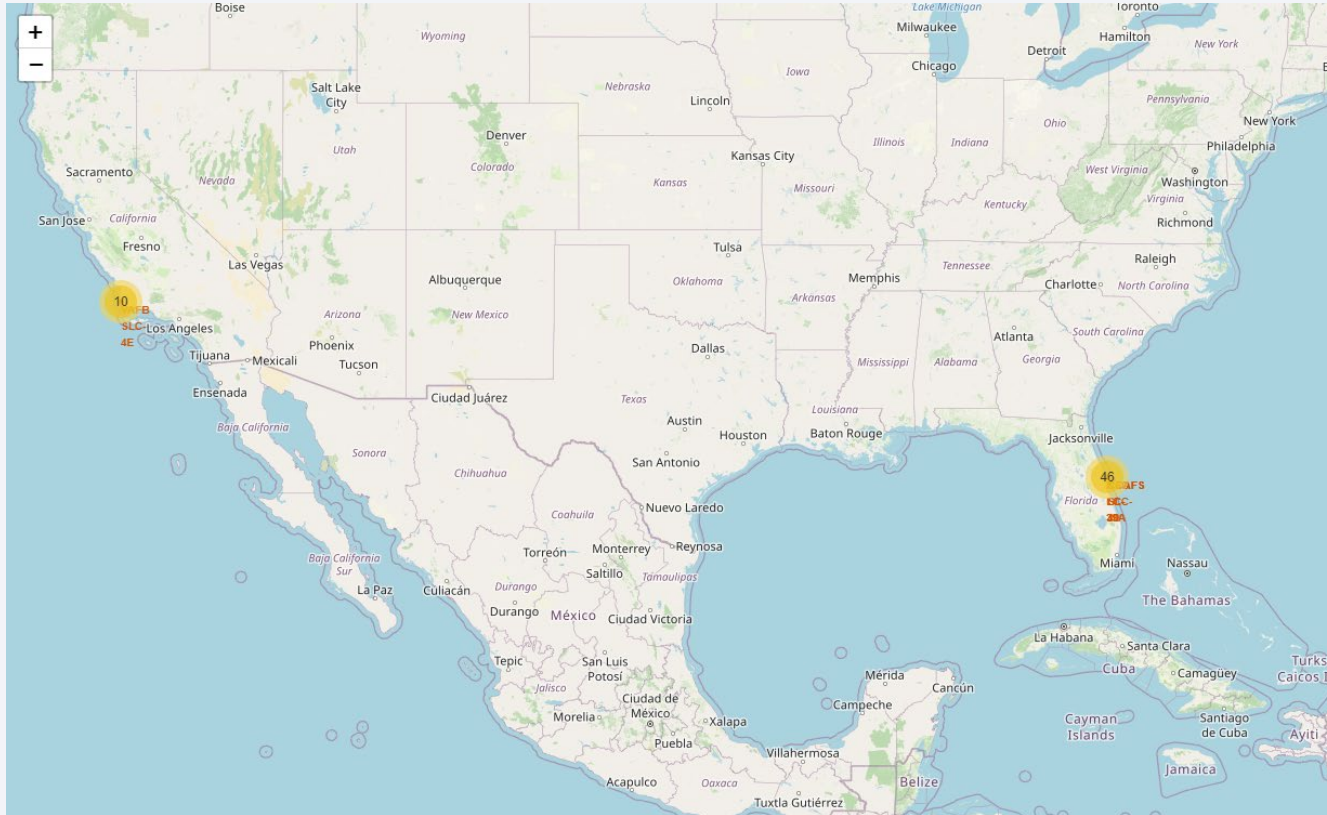 Boise
Lake Michigan
Toronto
+
Milwaukee
Hamilton
Wyoming
Detroit
New York
−
Chicago
Iowa
Salt Lake
City
Nebraska
Lincoln
Pennsylvania
New York
Denver
Ohio
Utah
Illinois
Indiana
Philadelphia
Kansas City
Colorado
Sacramento
Nevada
Kansas
Missouri
West Virginia
Washington
Virginia
Kentucky
San Jose
California
Richmond
Fresno
Tulsa
Las Vegas
Raleigh
Tennessee
Albuquerque
Oklahoma
Memphis
Charlotte
North Carolina
10
Arkansas
Arizona
New Mexico
SLC-
Los Angeles
South Carolina
4E
Phoenix
Atlanta
Dallas
Tijuana
Mexicali
Tucson
Mississippi
Alabama
Georgia
Ensenada
Ciudad Juárez
Texas
Louisiana
Baja California
Austin
Houston
Baton Rouge
Jacksonville
Sonora
San Antonio
Chihuahua
46
Florida
Nuevo Laredo
Coahuila
Torreón
Monterrey
Reynosa
Baja California
Sur
Saltillo
Tamaulipas
Miami
Nassau
La Paz
Culiacán
Durango
The Bahamas
Durango
México
Ciudad Victoria
La Habana
Santa Clara
Tepic
San Luis
Potosí
Cuba
Camagüey
Turks
Caicos I
Mérida
Cancún
Jalisco
Ciudad de
México
Campeche
Morelia
Xalapa
Cayman
Islands
Santiago
de Cuba
Puebla
Ayiti
Villahermosa
Jamaica
Acapulco
Oaxaca
Belize
Tuxtla Gutiérrez